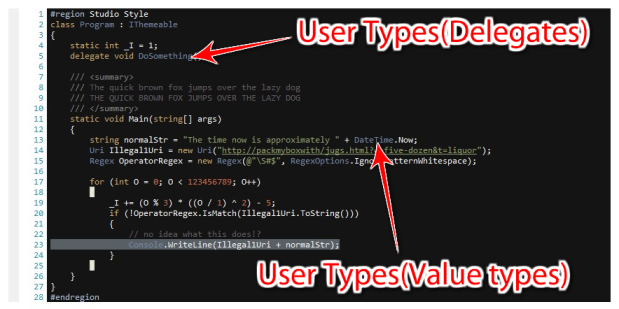 1 #region Studio Style
2 class Program : IThemeable
3 {
4 static int _I = 1;
5 delegate void DoSomething
6
7 /// <summary>
8 /// The quick brown fox jumps over the lazy dog
9 /// THE QUICK BROWN FOX JUMPS OVER THE LAZY DOG
10 /// </summary>
11 static void Main(string[] args)
12 {
13 string normalStr = "The time now is approximately " + DateTime.Now;
14 Uri Illegal1Uri = new Uri("http://packmyboxwith/jugs.html? ive-dozen&t=liquor");
15 Regex OperatorRegex = new Regex(@"\S#$", RegexOptions.Igno atternWhitespace);
16
17 for (int O = 0; O < 123456789; O++)
18 {
19 _I += (O % 3) * ((O / 1) ^ 2) - 5;
20 if (!OperatorRegex.IsMatch(Illegal1Uri.ToString()))
21 {
22 // no idea what this does!?
23 Console.WriteLine(Illegal1Uri + normalStr);
24 }
25 }
26 }
27 }
28 #endregion
User Types(Delegates)
User Types(Value types)